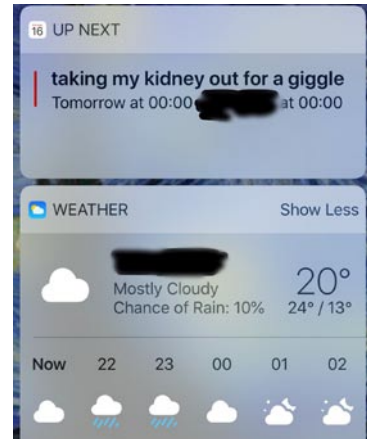 16 UP NEXT
taking my kidney out for a giggle
Tomorrow at 00:00 at 00:00
WEATHER Show Less
Mostly Cloudy 20°
Chance of Rain: 10% 24° / 13°
Now 22 23 00 01 02